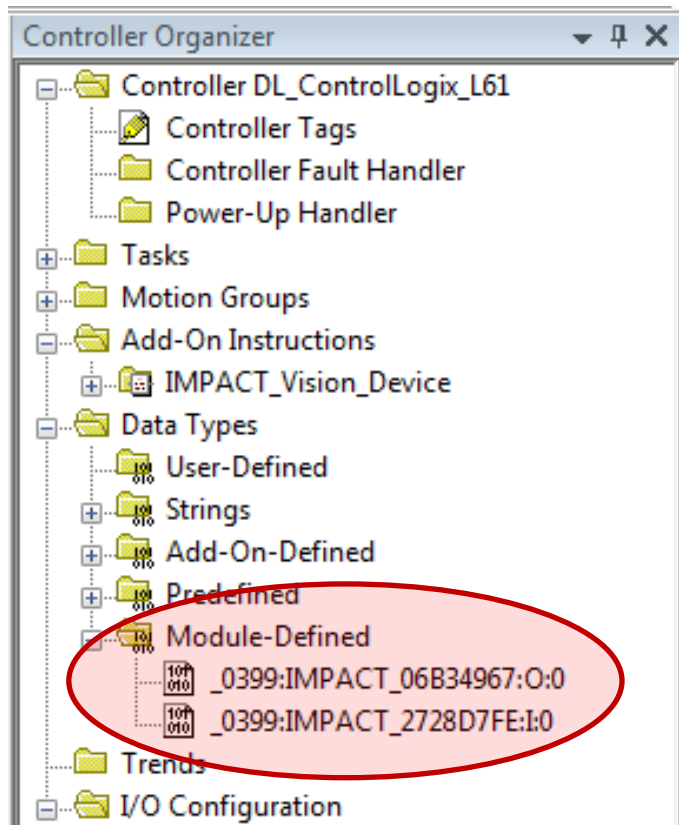 Controller Organizer
Controller DL_ControlLogix_L61
Controller Tags
Controller Fault Handler
Power-Up Handler
Tasks
Motion Groups
Add-On Instructions
IMPACT_Vision_Device
Data Types
User-Defined
Strings
Add-On-Defined
Predefined
Module-Defined
_0399:IMPACT_06B34967:O:0
_0399:IMPACT_2728D7FE:I:0
Trends
I/O Configuration